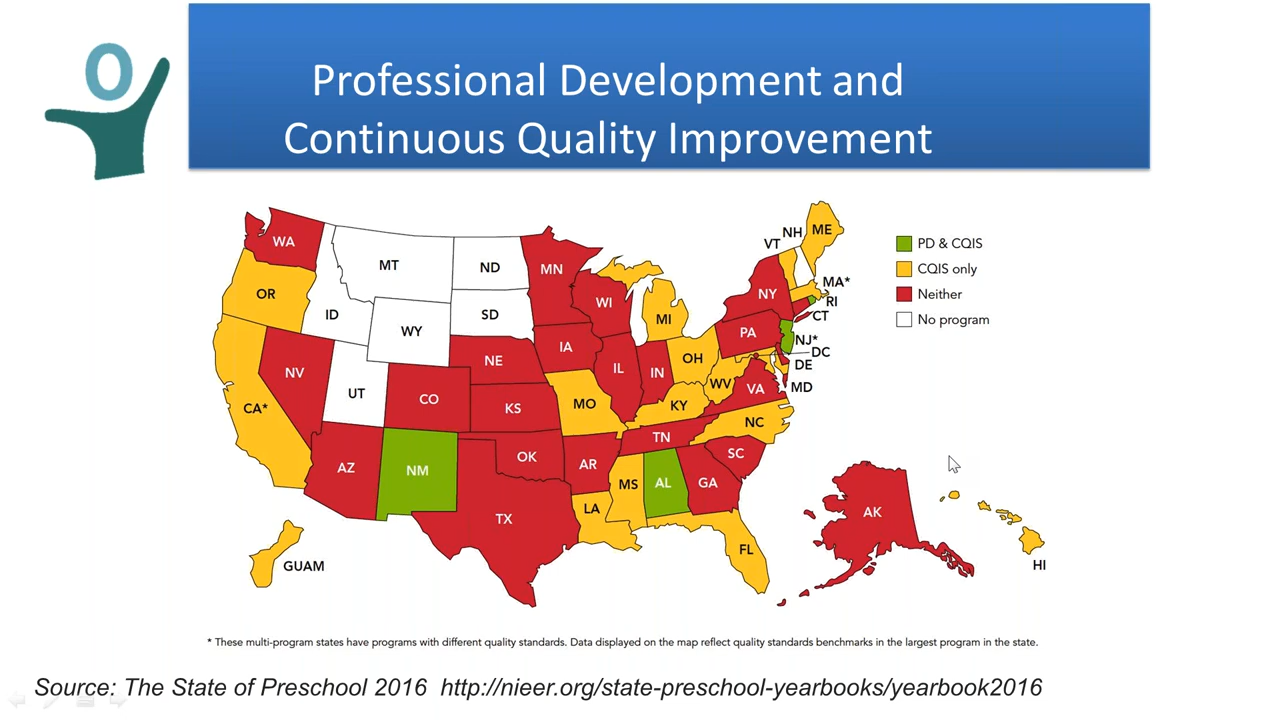 Professional Development and
Continuous Quality Improvement
WA
MT
ND
MN
OR
ID
WY
SD
WI
MI
NY
VT
NH
ME
MA*
RI
CT
NV
UT
CO
NE
IA
IL
IN
OH
PA
NJ*
DC
DE
MD
CA*
KS
MO
KY
WV
VA
AZ
NM
OK
AR
TN
NC
SC
TX
LA
MS
AL
GA
FL
GUAM
AK
HI
PD & CQIS
CQIS only
Neither
No program
* These multi-program states have programs with different quality standards. Data displayed on the map reflect quality standards benchmarks in the largest program in the state.
Source: The State of Preschool 2016 http://nieer.org/state-preschool-yearbooks/yearbook2016